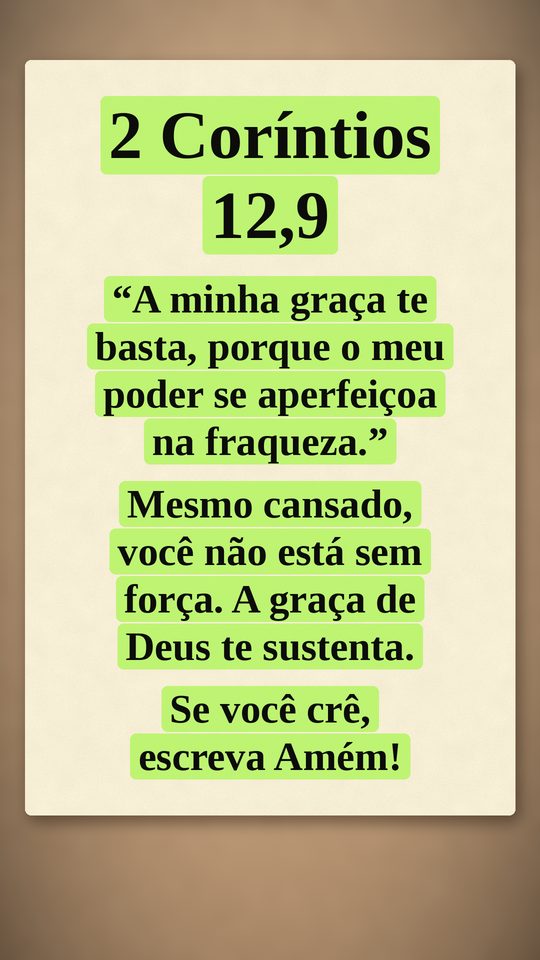 2 Coríntios
12,9
“A minha graça te
basta, porque o meu
poder se aperfeiçoa
na fraqueza.”
Mesmo cansado,
você não está sem
força. A graça de
Deus te sustenta.
Se você crê,
escreva Amém!